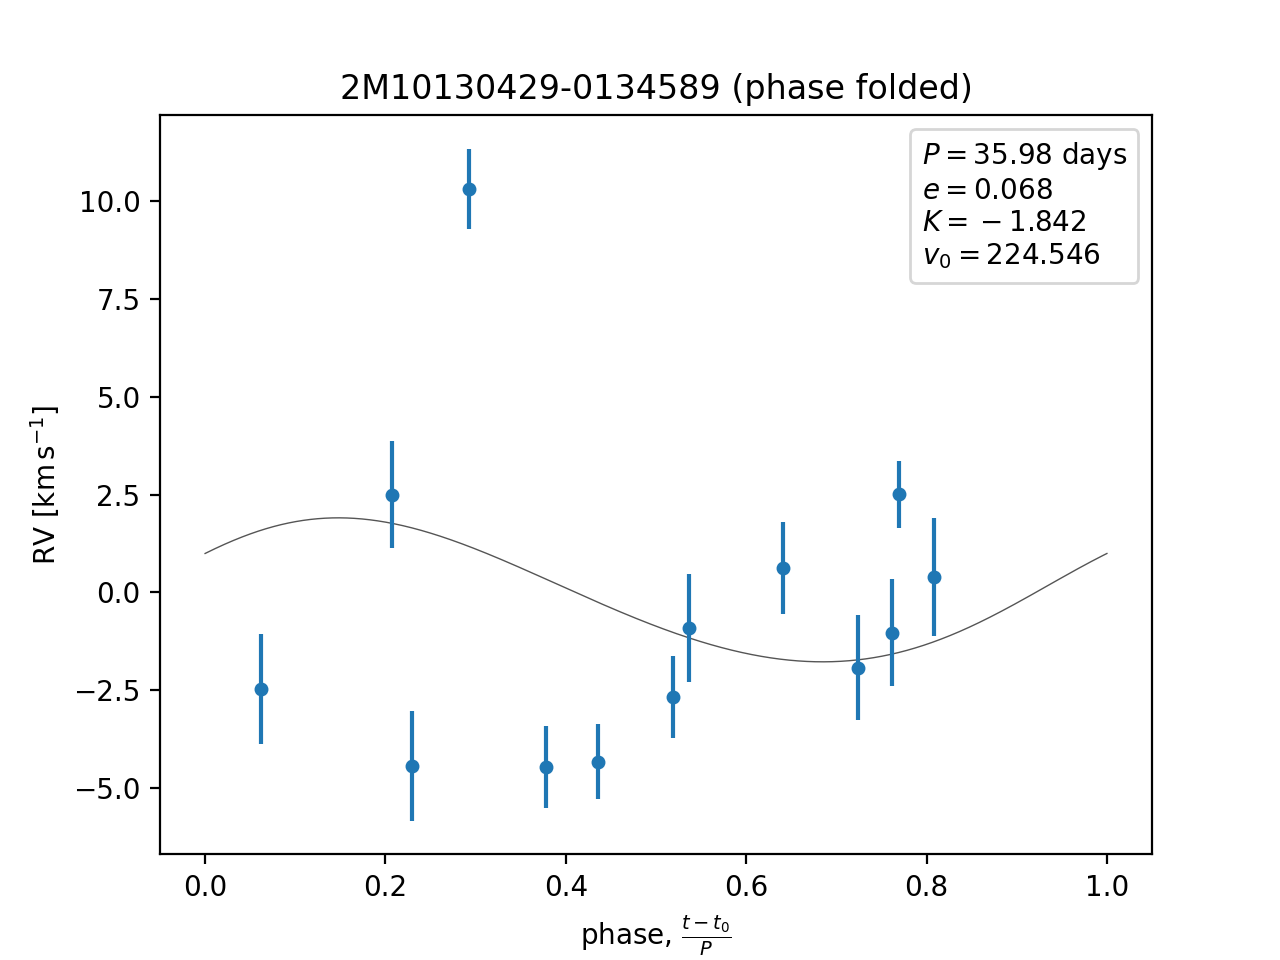 2M10130429-0134589 (phase folded)
P = 35.98 days
e = 0.068
K = −1.842
v₀ = 224.546
10.0
7.5
5.0
2.5
0.0
−2.5
−5.0
RV [km s⁻¹]
0.0 0.2 0.4 0.6 0.8 1.0
phase, (t − t₀)/P